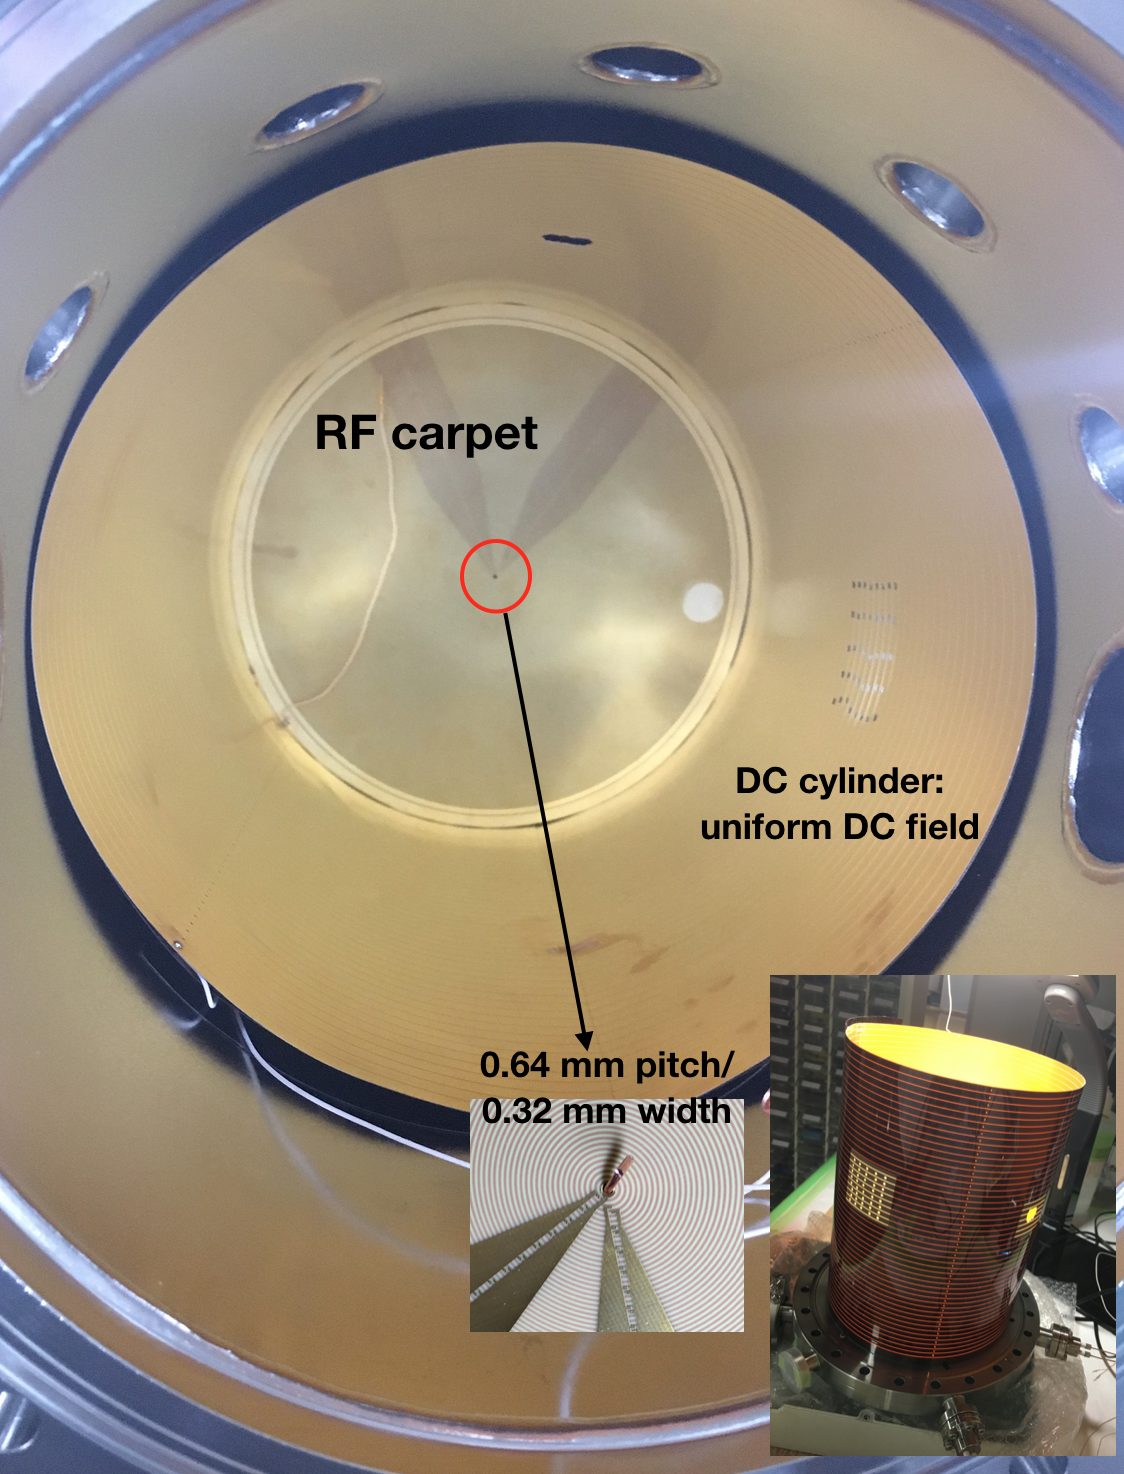 RF carpet
DC cylinder:
uniform DC field
0.64 mm pitch/
0.32 mm width